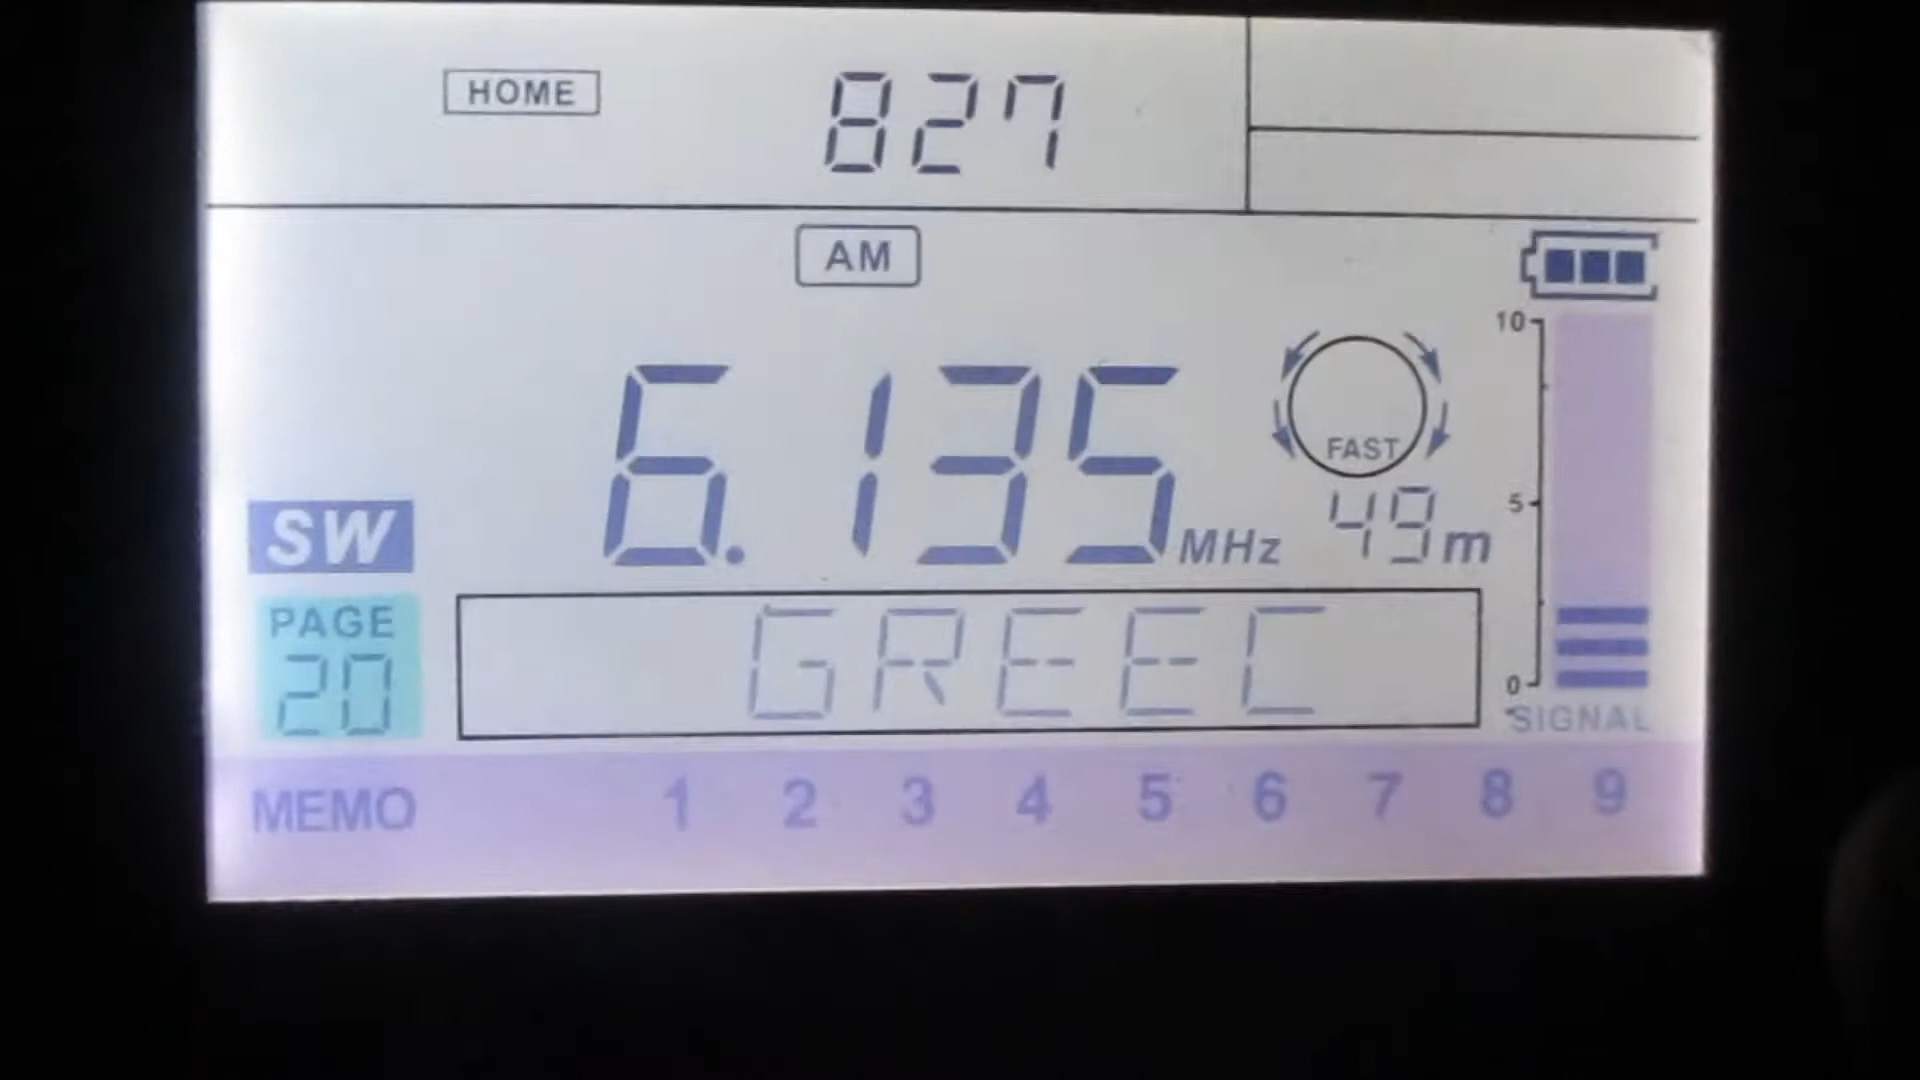 HOME 827
AM
10
6.135 MHz
FAST
49m
5
SW
PAGE
20
GREEC
0
SIGNAL
MEMO 1 2 3 4 5 6 7 8 9